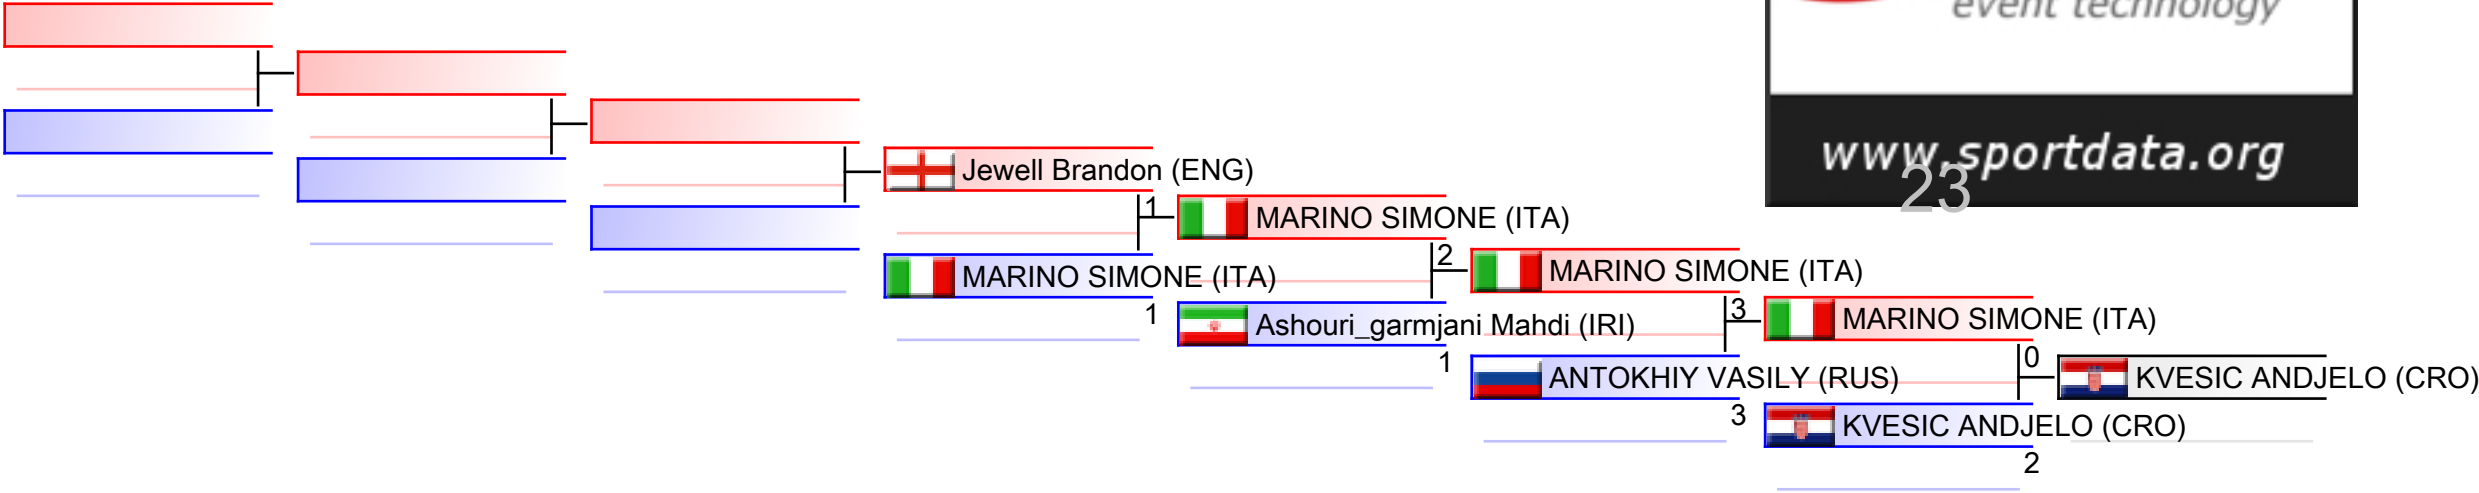 event technology
www.sportdata.org
23
Jewell Brandon (ENG)
1
MARINO SIMONE (ITA)
2
MARINO SIMONE (ITA)
MARINO SIMONE (ITA)
1
3
MARINO SIMONE (ITA)
Ashouri_garmjani Mahdi (IRI)
1
0
ANTOKHIY VASILY (RUS)
KVESIC ANDJELO (CRO)
3
KVESIC ANDJELO (CRO)
2